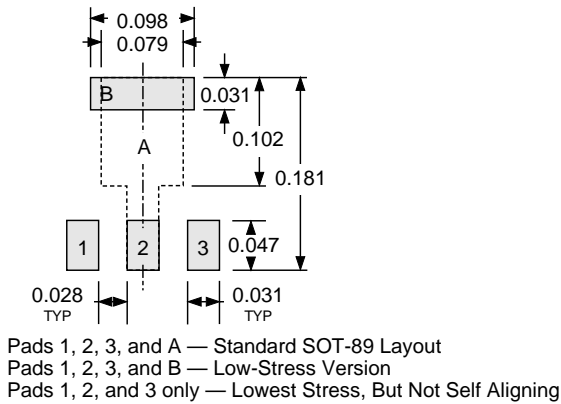 0.098
0.079
B
0.031
A
0.102
0.181
1
2
3
0.047
0.028
TYP
0.031
TYP
Pads 1, 2, 3, and A — Standard SOT-89 Layout
Pads 1, 2, 3, and B — Low-Stress Version
Pads 1, 2, and 3 only — Lowest Stress, But Not Self Aligning